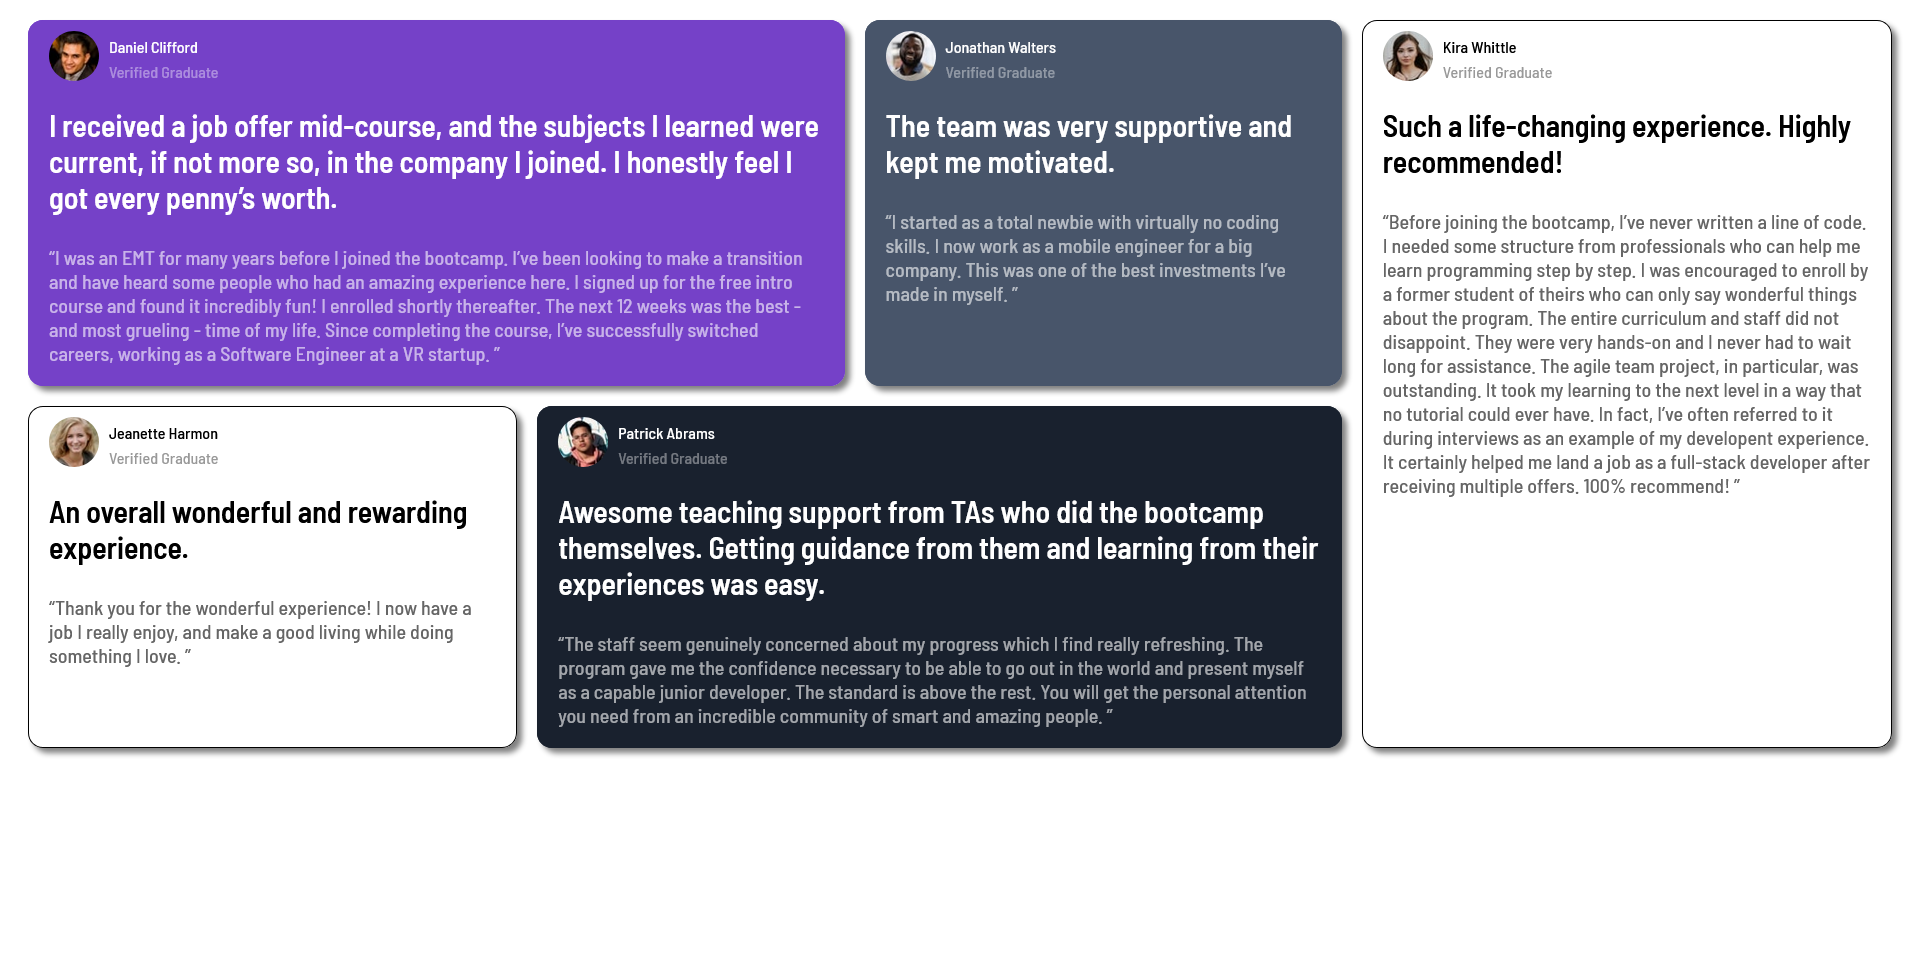 Daniel Clifford
Verified Graduate
I received a job offer mid-course, and the subjects I learned were
current, if not more so, in the company I joined. I honestly feel I
got every penny’s worth.
“I was an EMT for many years before I joined the bootcamp. I’ve been looking to make a transition
and have heard some people who had an amazing experience here. I signed up for the free intro
course and found it incredibly fun! I enrolled shortly thereafter. The next 12 weeks was the best -
and most grueling - time of my life. Since completing the course, I’ve successfully switched
careers, working as a Software Engineer at a VR startup. ”
Jonathan Walters
Verified Graduate
The team was very supportive and
kept me motivated.
“I started as a total newbie with virtually no coding
skills. I now work as a mobile engineer for a big
company. This was one of the best investments I’ve
made in myself. ”
Kira Whittle
Verified Graduate
Such a life-changing experience. Highly
recommended!
“Before joining the bootcamp, I’ve never written a line of code.
I needed some structure from professionals who can help me
learn programming step by step. I was encouraged to enroll by
a former student of theirs who can only say wonderful things
about the program. The entire curriculum and staff did not
disappoint. They were very hands-on and I never had to wait
long for assistance. The agile team project, in particular, was
outstanding. It took my learning to the next level in a way that
no tutorial could ever have. In fact, I’ve often referred to it
during interviews as an example of my developent experience.
It certainly helped me land a job as a full-stack developer after
receiving multiple offers. 100% recommend! ”
Jeanette Harmon
Verified Graduate
An overall wonderful and rewarding
experience.
“Thank you for the wonderful experience! I now have a
job I really enjoy, and make a good living while doing
something I love. ”
Patrick Abrams
Verified Graduate
Awesome teaching support from TAs who did the bootcamp
themselves. Getting guidance from them and learning from their
experiences was easy.
“The staff seem genuinely concerned about my progress which I find really refreshing. The
program gave me the confidence necessary to be able to go out in the world and present myself
as a capable junior developer. The standard is above the rest. You will get the personal attention
you need from an incredible community of smart and amazing people. ”